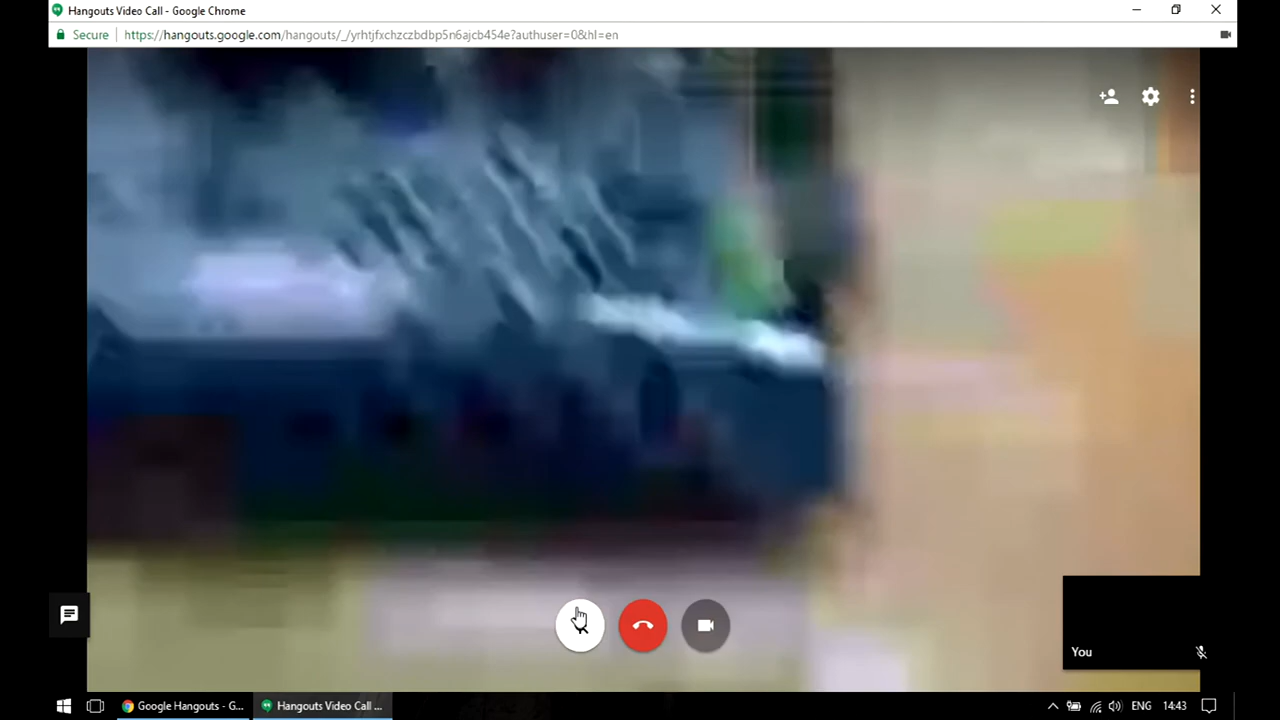 Hangouts Video Call - Google Chrome
Secure https://hangouts.google.com/hangouts/_/yrhtjfxchzczbdbp5n6ajcb454e?authuser=0&hl=en
You
Google Hangouts - G... Hangouts Video Call ... ENG 14:43